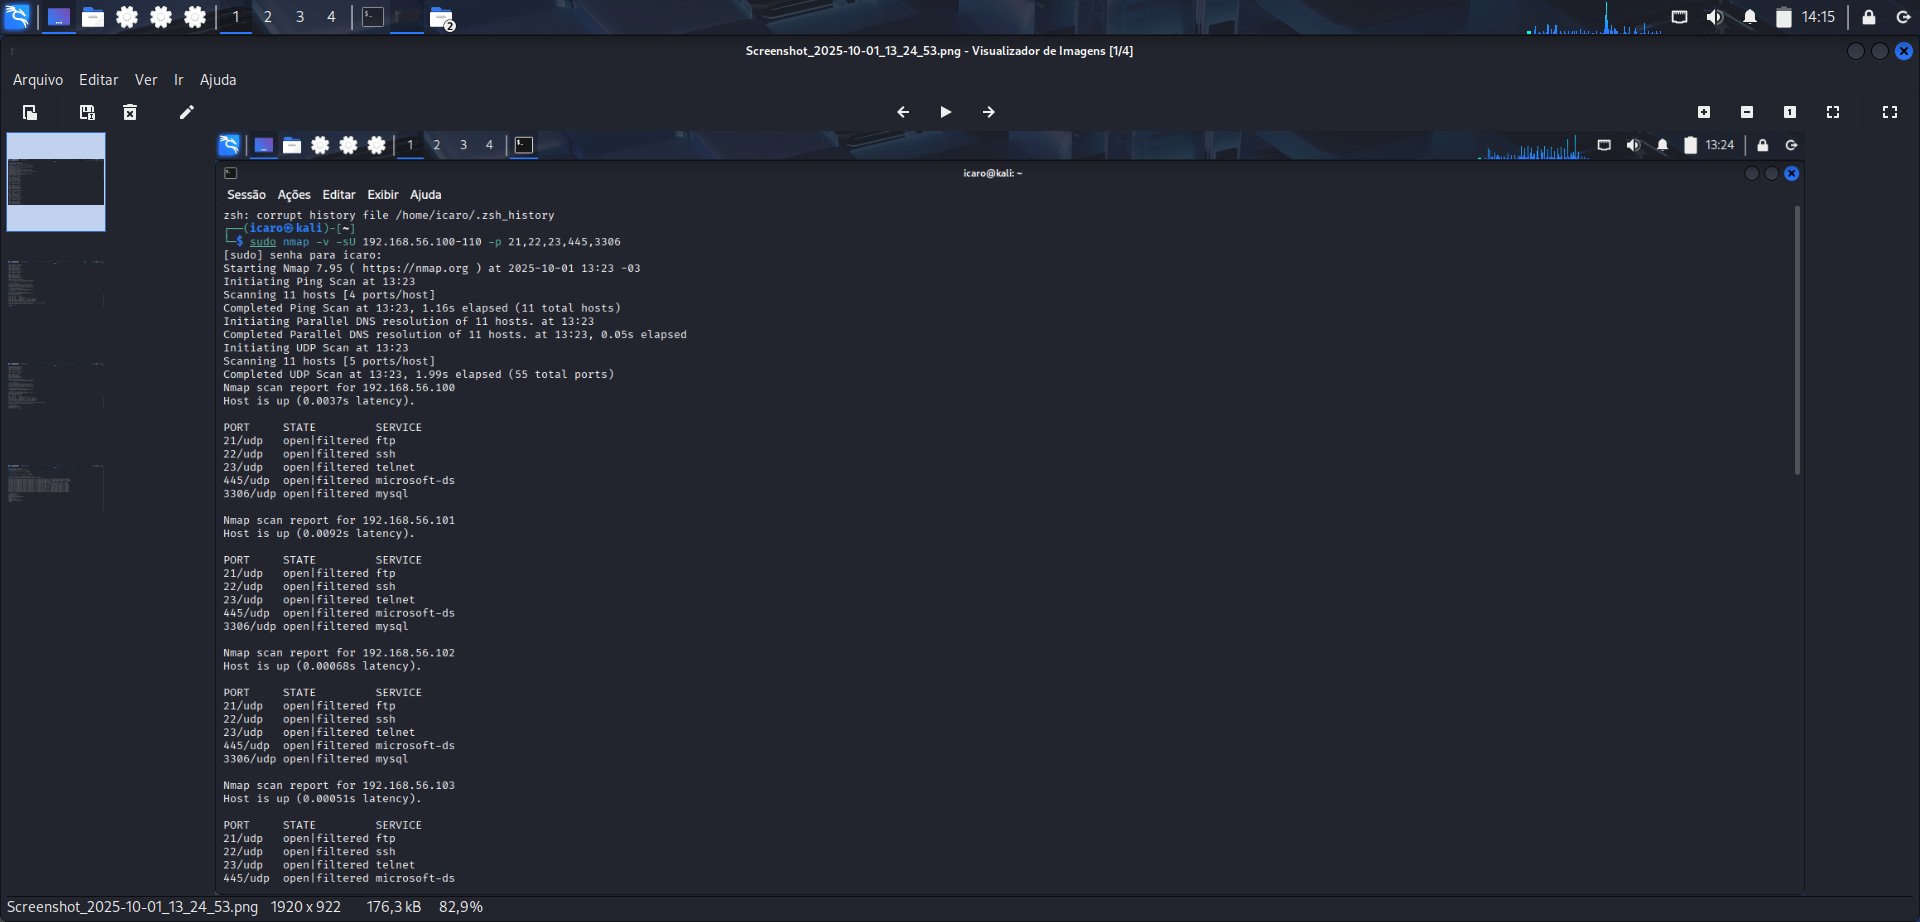 1 2 3 4 2 14:15
Screenshot_2025-10-01_13_24_53.png - Visualizador de Imagens [1/4]
Arquivo Editar Ver Ir Ajuda
1 2 3 4 13:24
icaro@kali: ~
Sessão Ações Editar Exibir Ajuda
zsh: corrupt history file /home/icaro/.zsh_history
┌──(icaro㉿kali)-[~]
└─$ sudo nmap -v -sU 192.168.56.100-110 -p 21,22,23,445,3306
[sudo] senha para icaro:
Starting Nmap 7.95 ( https://nmap.org ) at 2025-10-01 13:23 -03
Initiating Ping Scan at 13:23
Scanning 11 hosts [4 ports/host]
Completed Ping Scan at 13:23, 1.16s elapsed (11 total hosts)
Initiating Parallel DNS resolution of 11 hosts. at 13:23
Completed Parallel DNS resolution of 11 hosts. at 13:23, 0.05s elapsed
Initiating UDP Scan at 13:23
Scanning 11 hosts [5 ports/host]
Completed UDP Scan at 13:23, 1.99s elapsed (55 total ports)
Nmap scan report for 192.168.56.100
Host is up (0.0037s latency).
PORT     STATE         SERVICE
21/udp   open|filtered ftp
22/udp   open|filtered ssh
23/udp   open|filtered telnet
445/udp  open|filtered microsoft-ds
3306/udp open|filtered mysql
Nmap scan report for 192.168.56.101
Host is up (0.0092s latency).
PORT     STATE         SERVICE
21/udp   open|filtered ftp
22/udp   open|filtered ssh
23/udp   open|filtered telnet
445/udp  open|filtered microsoft-ds
3306/udp open|filtered mysql
Nmap scan report for 192.168.56.102
Host is up (0.00068s latency).
PORT     STATE         SERVICE
21/udp   open|filtered ftp
22/udp   open|filtered ssh
23/udp   open|filtered telnet
445/udp  open|filtered microsoft-ds
3306/udp open|filtered mysql
Nmap scan report for 192.168.56.103
Host is up (0.00051s latency).
PORT     STATE         SERVICE
21/udp   open|filtered ftp
22/udp   open|filtered ssh
23/udp   open|filtered telnet
445/udp  open|filtered microsoft-ds
Screenshot_2025-10-01_13_24_53.png 1920 x 922 176,3 kB 82,9%